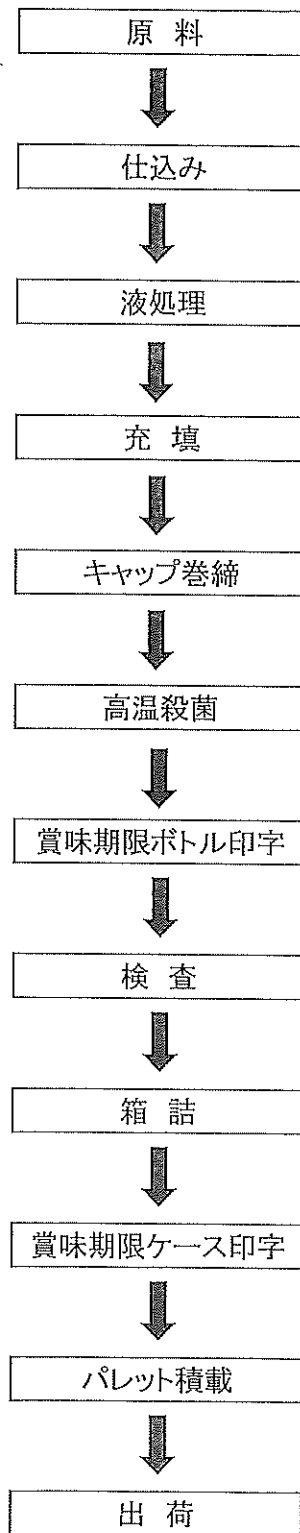 原料
仕込み
液処理
充填
キャップ巻締
高温殺菌
賞味期限ボトル印字
検査
箱詰
賞味期限ケース印字
パレット積載
出荷